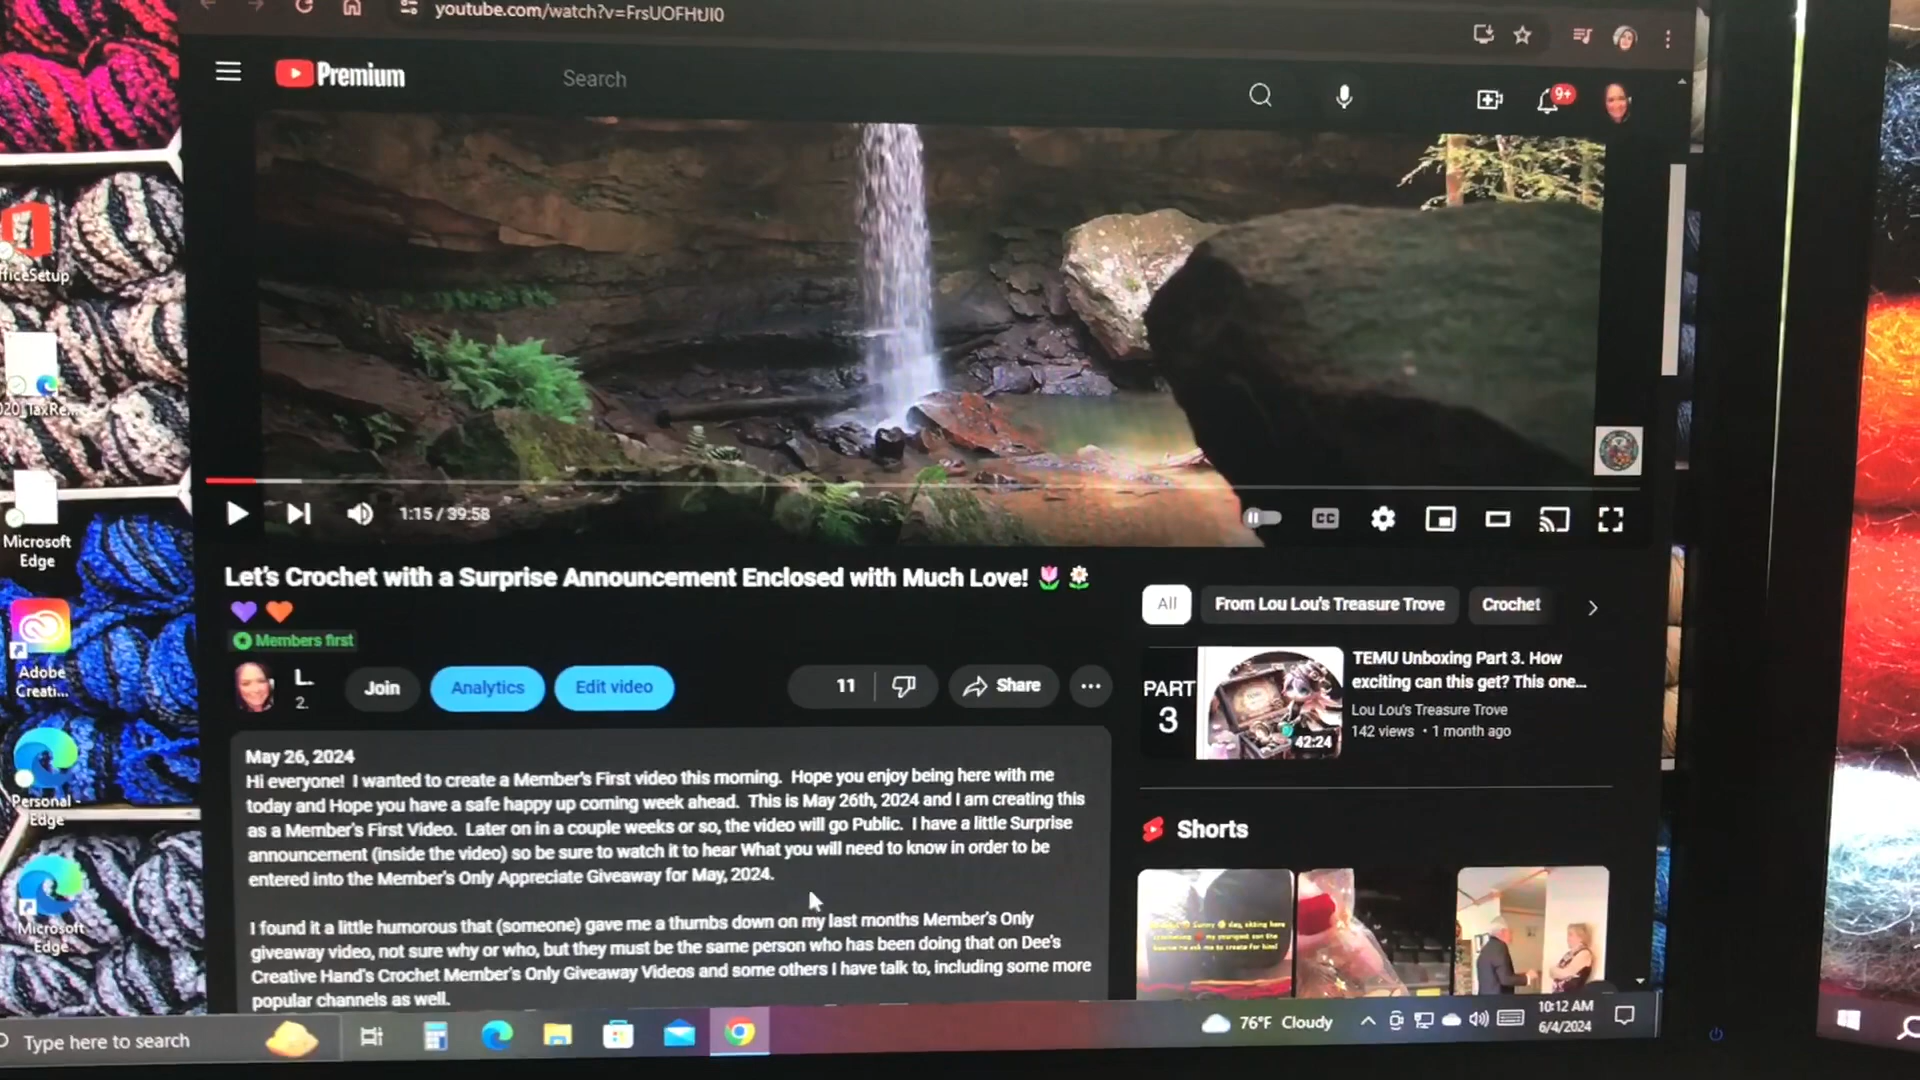 youtube.com/watch?v=FrsUOFHtJI0
Premium
Search
9+
1:15 / 39:58
CC
Let's Crochet with a Surprise Announcement Enclosed with Much Love! 🌷 🌼
💜 🧡
Members first
L.
2.
Join
Analytics
Edit video
11
Share
May 26, 2024
Hi everyone! I wanted to create a Member's First video this morning. Hope you enjoy being here with me
today and Hope you have a safe happy up coming week ahead. This is May 26th, 2024 and I am creating this
as a Member's First Video. Later on in a couple weeks or so, the video will go Public. I have a little Surprise
announcement (inside the video) so be sure to watch it to hear What you will need to know in order to be
entered into the Member's Only Appreciate Giveaway for May, 2024.
I found it a little humorous that (someone) gave me a thumbs down on my last months Member's Only
giveaway video, not sure why or who, but they must be the same person who has been doing that on Dee's
Creative Hand's Crochet Member's Only Giveaway Videos and some others I have talk to, including some more
popular channels as well.
All
From Lou Lou's Treasure Trove
Crochet
PART
3
42:24
TEMU Unboxing Part 3. How
exciting can this get? This one...
Lou Lou's Treasure Trove
142 views • 1 month ago
Shorts
fficeSetup
020_TaxRe...
Microsoft
Edge
Adobe
Creati...
Personal -
Edge
Microsoft
Edge
Type here to search
76°F Cloudy
10:12 AM
6/4/2024